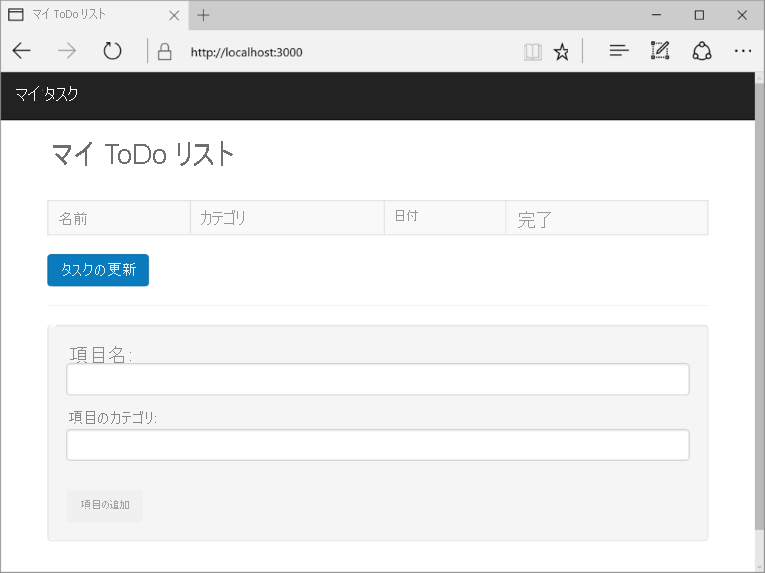 マイ ToDo リスト
http://localhost:3000
マイ タスク
マイ ToDo リスト
名前 カテゴリ 日付 完了
タスクの更新
項目名:
項目のカテゴリ:
項目の追加